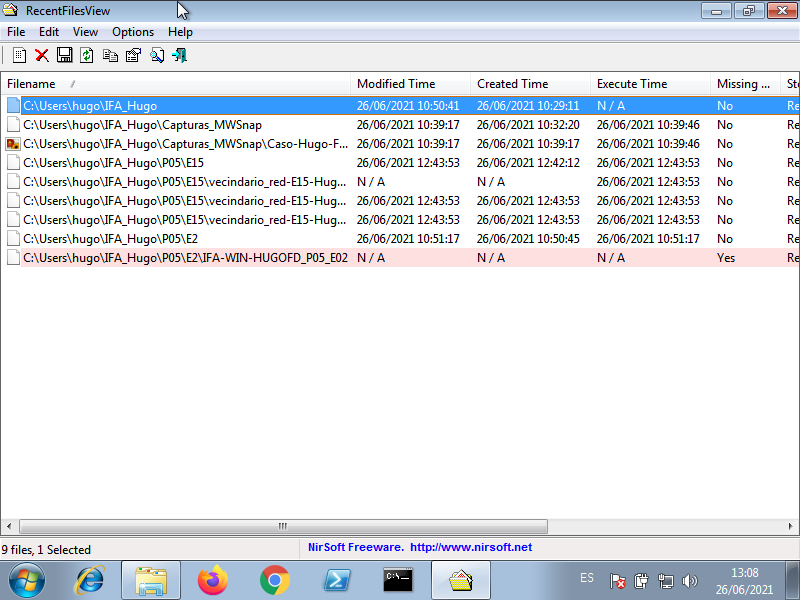 RecentFilesView
File Edit View Options Help
Filename / Modified Time Created Time Execute Time Missing ... Sto
C:\Users\hugo\IFA_Hugo 26/06/2021 10:50:41 26/06/2021 10:29:11 N / A No Re
C:\Users\hugo\IFA_Hugo\Capturas_MWSnap 26/06/2021 10:39:17 26/06/2021 10:32:20 26/06/2021 10:39:46 No Re
C:\Users\hugo\IFA_Hugo\Capturas_MWSnap\Caso-Hugo-F... 26/06/2021 10:39:17 26/06/2021 10:39:17 26/06/2021 10:39:46 No Re
C:\Users\hugo\IFA_Hugo\P05\E15 26/06/2021 12:43:53 26/06/2021 12:42:12 26/06/2021 12:43:53 No Re
C:\Users\hugo\IFA_Hugo\P05\E15\vecindario_red-E15-Hug... N / A N / A 26/06/2021 12:43:53 No Re
C:\Users\hugo\IFA_Hugo\P05\E15\vecindario_red-E15-Hug... 26/06/2021 12:43:53 26/06/2021 12:43:53 26/06/2021 12:43:53 No Re
C:\Users\hugo\IFA_Hugo\P05\E15\vecindario_red-E15-Hug... 26/06/2021 12:43:53 26/06/2021 12:43:53 26/06/2021 12:43:53 No Re
C:\Users\hugo\IFA_Hugo\P05\E2 26/06/2021 10:51:17 26/06/2021 10:50:45 26/06/2021 10:51:17 No Re
C:\Users\hugo\IFA_Hugo\P05\E2\IFA-WIN-HUGOFD_P05_E02 N / A N / A N / A Yes Re
9 files, 1 Selected NirSoft Freeware. http://www.nirsoft.net
C:\_
ES
13:08
26/06/2021